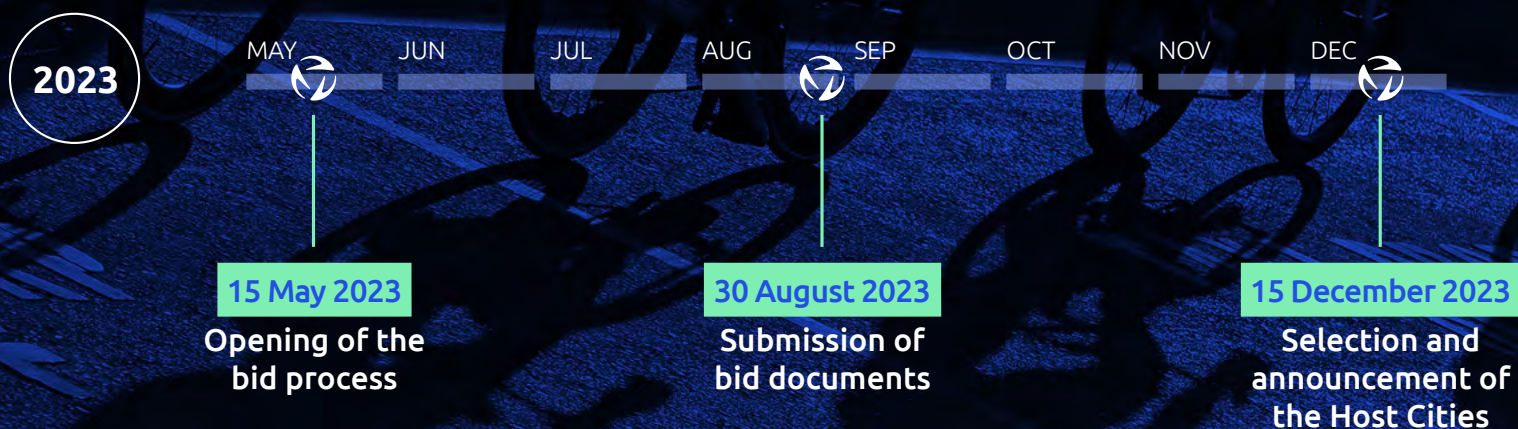 2023
MAY JUN JUL AUG SEP OCT NOV DEC
15 May 2023
Opening of the
bid process
30 August 2023
Submission of
bid documents
15 December 2023
Selection and
announcement of
the Host Cities